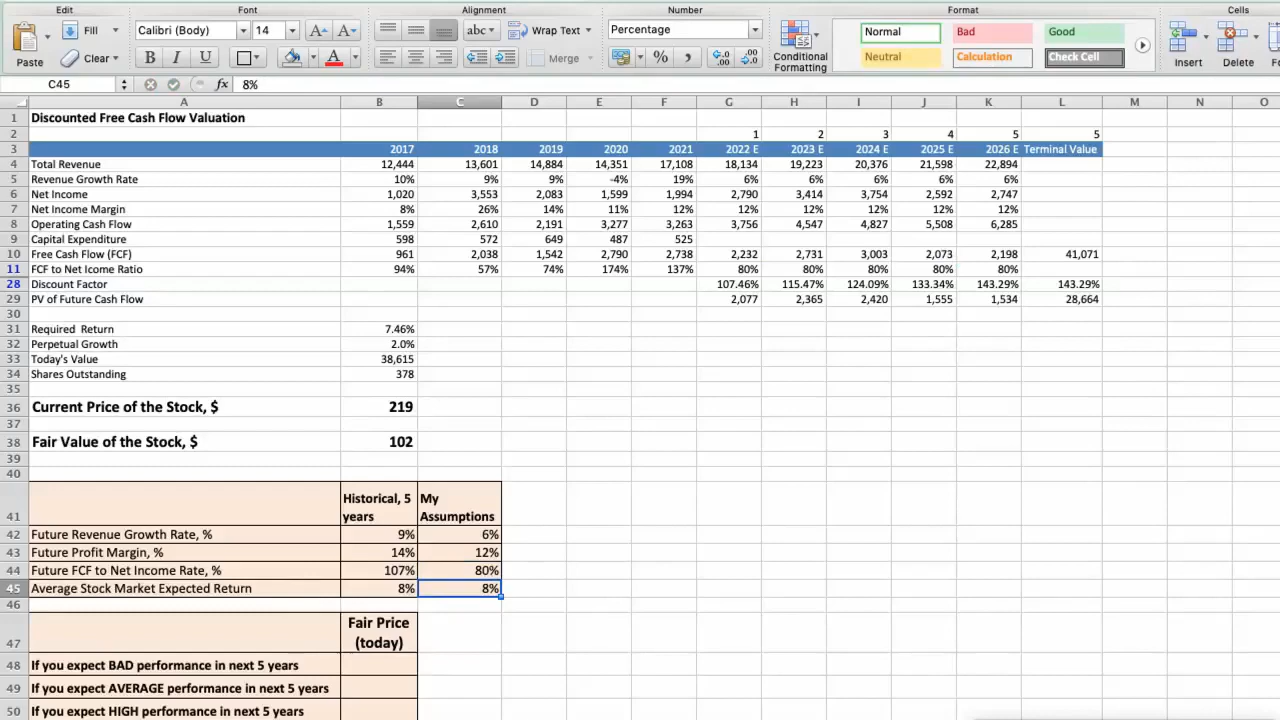 Edit Font Alignment Number Format Cells
Fill Calibri (Body) 14 A A abc Wrap Text Percentage Normal Bad Good
Paste Clear B I U A Merge % Conditional Formatting Neutral Calculation Check Cell Insert Delete
C45 fx 8%
A B C D E F G H I J K L M N O
1 Discounted Free Cash Flow Valuation
2 1 2 3 4 5 5
3 2017 2018 2019 2020 2021 2022 E 2023 E 2024 E 2025 E 2026 E Terminal Value
4 Total Revenue 12,444 13,601 14,884 14,351 17,108 18,134 19,223 20,376 21,598 22,894
5 Revenue Growth Rate 10% 9% 9% -4% 19% 6% 6% 6% 6% 6%
6 Net Income 1,020 3,553 2,083 1,599 1,994 2,790 3,414 3,754 2,592 2,747
7 Net Income Margin 8% 26% 14% 11% 12% 12% 12% 12% 12% 12%
8 Operating Cash Flow 1,559 2,610 2,191 3,277 3,263 3,756 4,547 4,827 5,508 6,285
9 Capital Expenditure 598 572 649 487 525
10 Free Cash Flow (FCF) 961 2,038 1,542 2,790 2,738 2,232 2,731 3,003 2,073 2,198 41,071
11 FCF to Net Icome Ratio 94% 57% 74% 174% 137% 80% 80% 80% 80% 80%
28 Discount Factor 107.46% 115.47% 124.09% 133.34% 143.29% 143.29%
29 PV of Future Cash Flow 2,077 2,365 2,420 1,555 1,534 28,664
30
31 Required Return 7.46%
32 Perpetual Growth 2.0%
33 Today's Value 38,615
34 Shares Outstanding 378
35
36 Current Price of the Stock, $ 219
37
38 Fair Value of the Stock, $ 102
39
40
41 Historical, 5 years My Assumptions
42 Future Revenue Growth Rate, % 9% 6%
43 Future Profit Margin, % 14% 12%
44 Future FCF to Net Income Rate, % 107% 80%
45 Average Stock Market Expected Return 8% 8%
46
47 Fair Price (today)
48 If you expect BAD performance in next 5 years
49 If you expect AVERAGE performance in next 5 years
50 If you expect HIGH performance in next 5 years